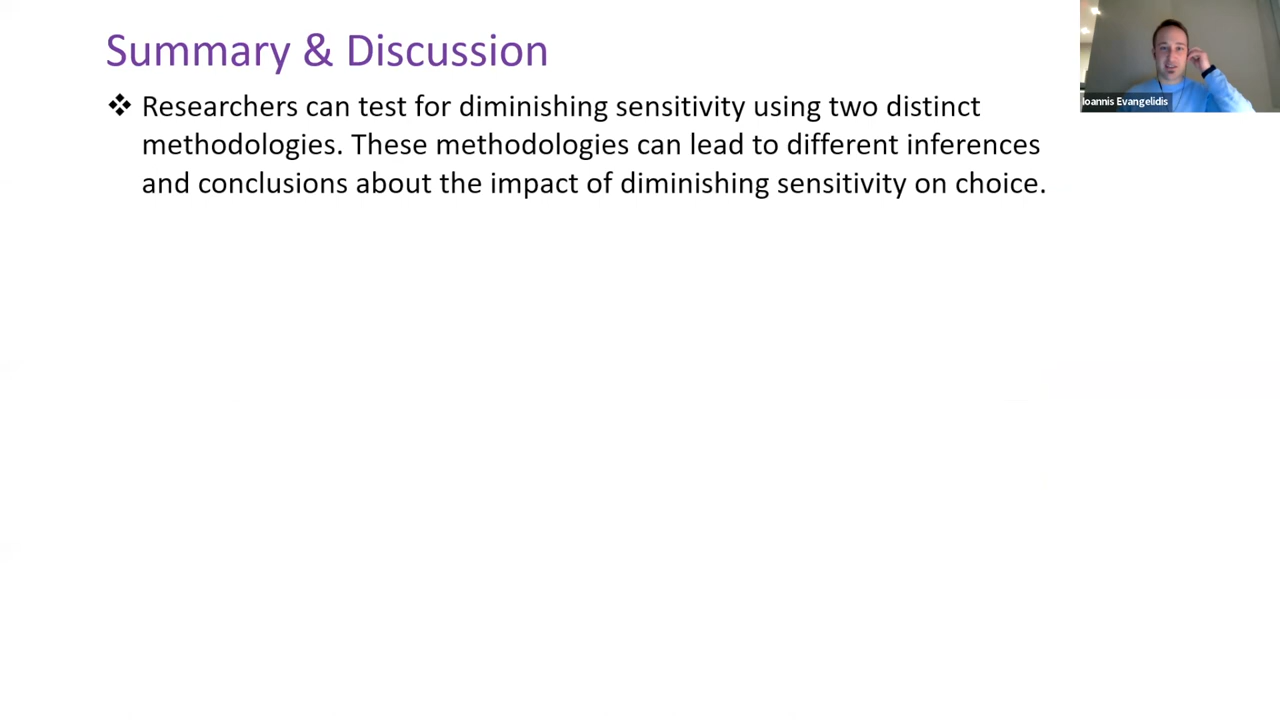 Summary & Discussion
❖ Researchers can test for diminishing sensitivity using two distinct
methodologies. These methodologies can lead to different inferences
and conclusions about the impact of diminishing sensitivity on choice.
Ioannis Evangelidis